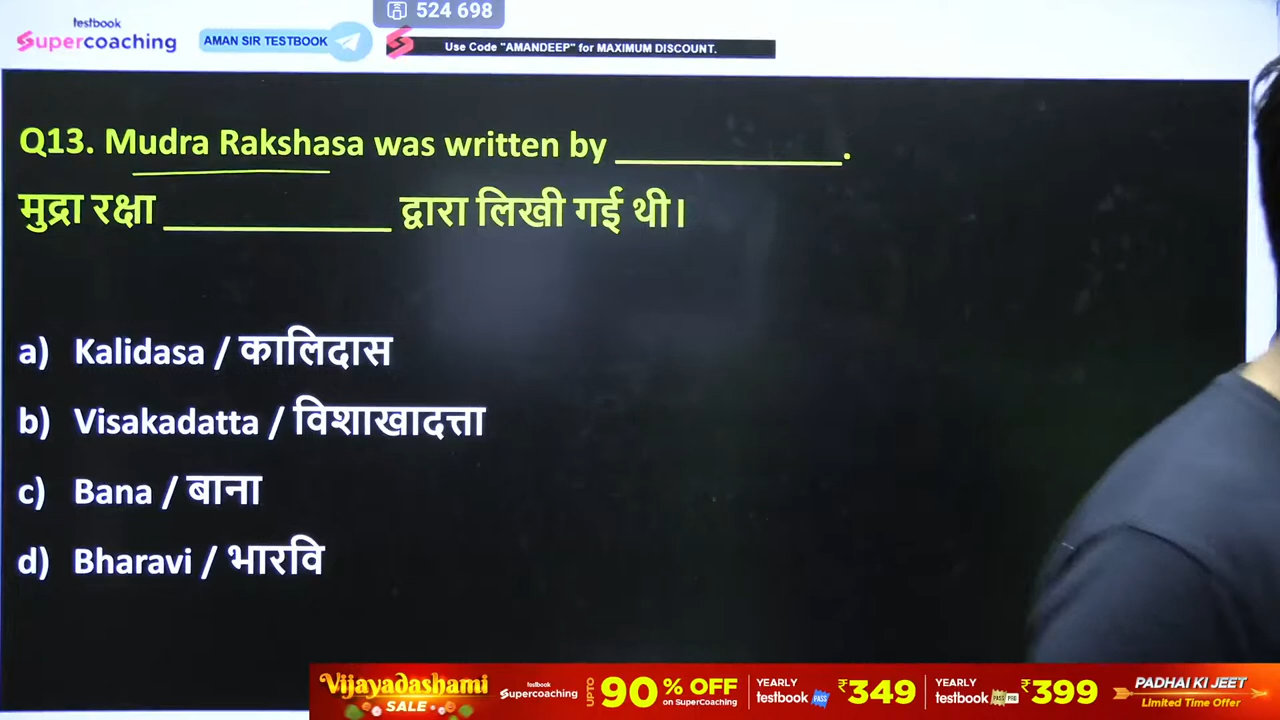 524 698
testbook
Supercoaching
AMAN SIR TESTBOOK
Use Code "AMANDEEP" for MAXIMUM DISCOUNT.
Q13. Mudra Rakshasa was written by ____________.
मुद्रा रक्षा ____________ द्वारा लिखी गई थी।
a) Kalidasa / कालिदास
b) Visakadatta / विशाखादत्ता
c) Bana / बाना
d) Bharavi / भारवि
Vijayadashami
SALE
testbook
Supercoaching
UPTO
90% OFF
on SuperCoaching
YEARLY
testbook PASS
₹349
YEARLY
testbook PASS PRO
₹399
PADHAI KI JEET
Limited Time Offer